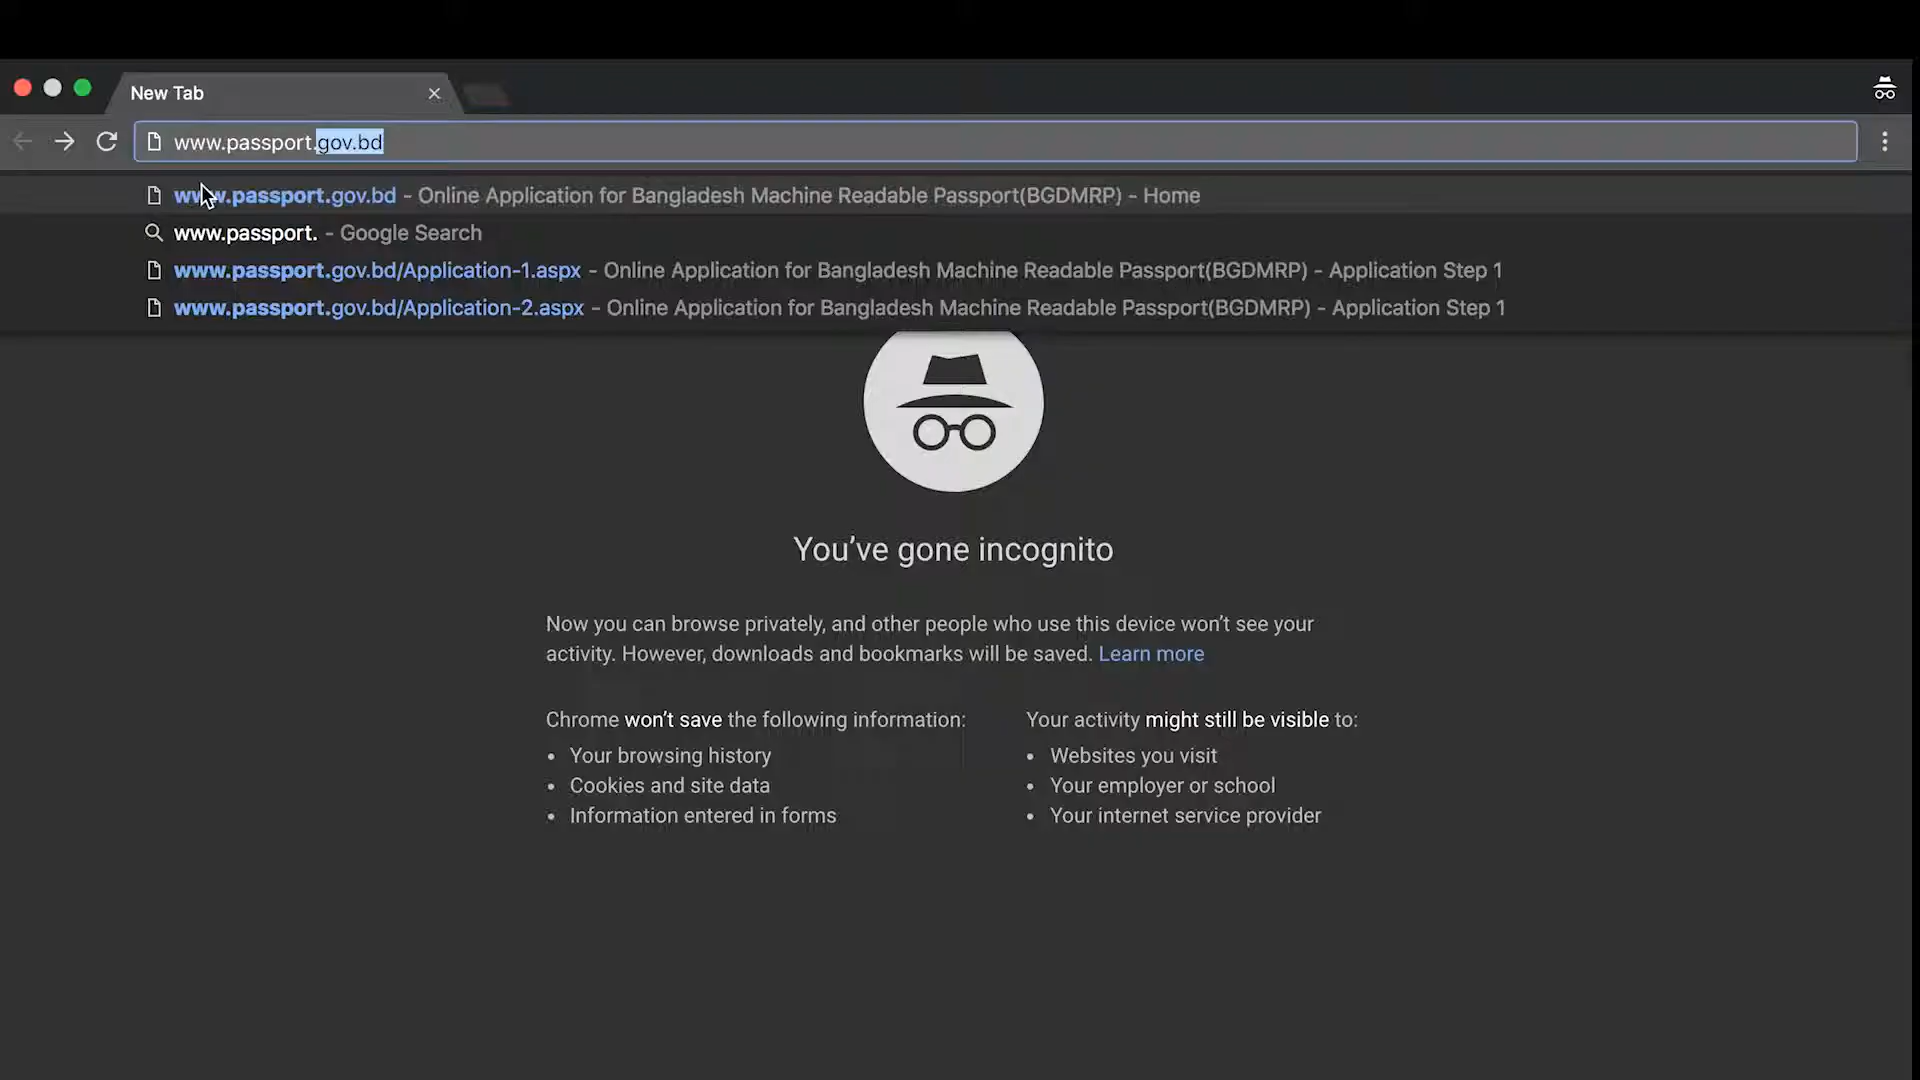 New Tab
www.passport.gov.bd
www.passport.gov.bd - Online Application for Bangladesh Machine Readable Passport(BGDMRP) - Home
www.passport. - Google Search
www.passport.gov.bd/Application-1.aspx - Online Application for Bangladesh Machine Readable Passport(BGDMRP) - Application Step 1
www.passport.gov.bd/Application-2.aspx - Online Application for Bangladesh Machine Readable Passport(BGDMRP) - Application Step 1
You’ve gone incognito
Now you can browse privately, and other people who use this device won’t see your
activity. However, downloads and bookmarks will be saved. Learn more
Chrome won’t save the following information:
• Your browsing history
• Cookies and site data
• Information entered in forms
Your activity might still be visible to:
• Websites you visit
• Your employer or school
• Your internet service provider